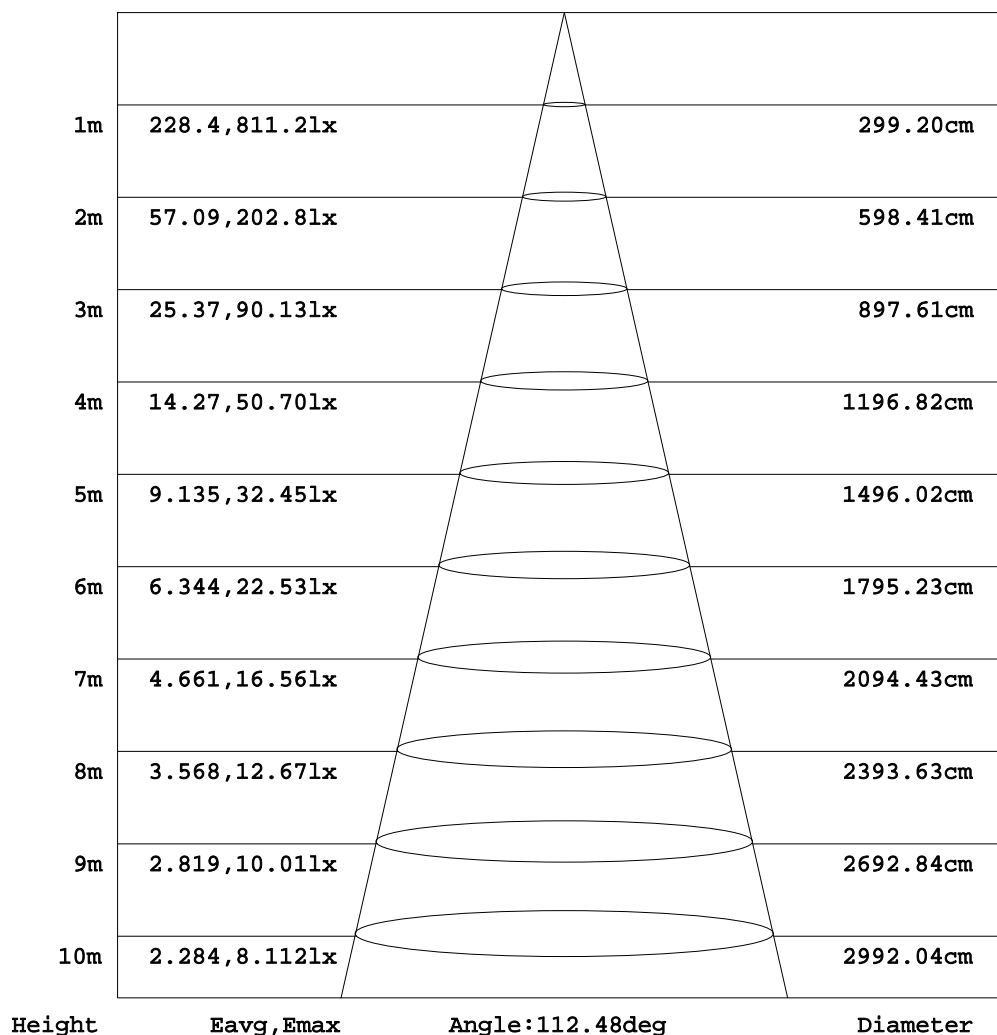 1m 228.4,811.2lx 299.20cm
2m 57.09,202.8lx 598.41cm
3m 25.37,90.13lx 897.61cm
4m 14.27,50.70lx 1196.82cm
5m 9.135,32.45lx 1496.02cm
6m 6.344,22.53lx 1795.23cm
7m 4.661,16.56lx 2094.43cm
8m 3.568,12.67lx 2393.63cm
9m 2.819,10.01lx 2692.84cm
10m 2.284,8.112lx 2992.04cm
Height Eavg,Emax Angle:112.48deg Diameter